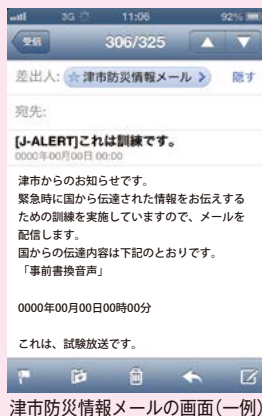 3G 11:06 92%
受信 306/325
差出人: 津市防災情報メール 隠す
宛先:
[J-ALERT]これは訓練です。
0000年00月00日 00:00
津市からのお知らせです。
緊急時に国から伝達された情報をお伝えする
ための訓練を実施していますので、メールを
配信します。
国からの伝達内容は下記のとおりです。
「事前書換音声」
0000年00月00日00時00分
これは、試験放送です。
津市防災情報メールの画面(一例)